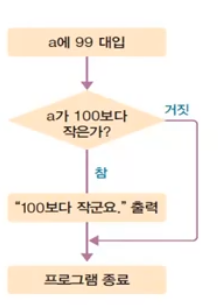 a에 99 대입
a가 100보다
작은가?
거짓
참
“100보다 작군요.” 출력
프로그램 종료